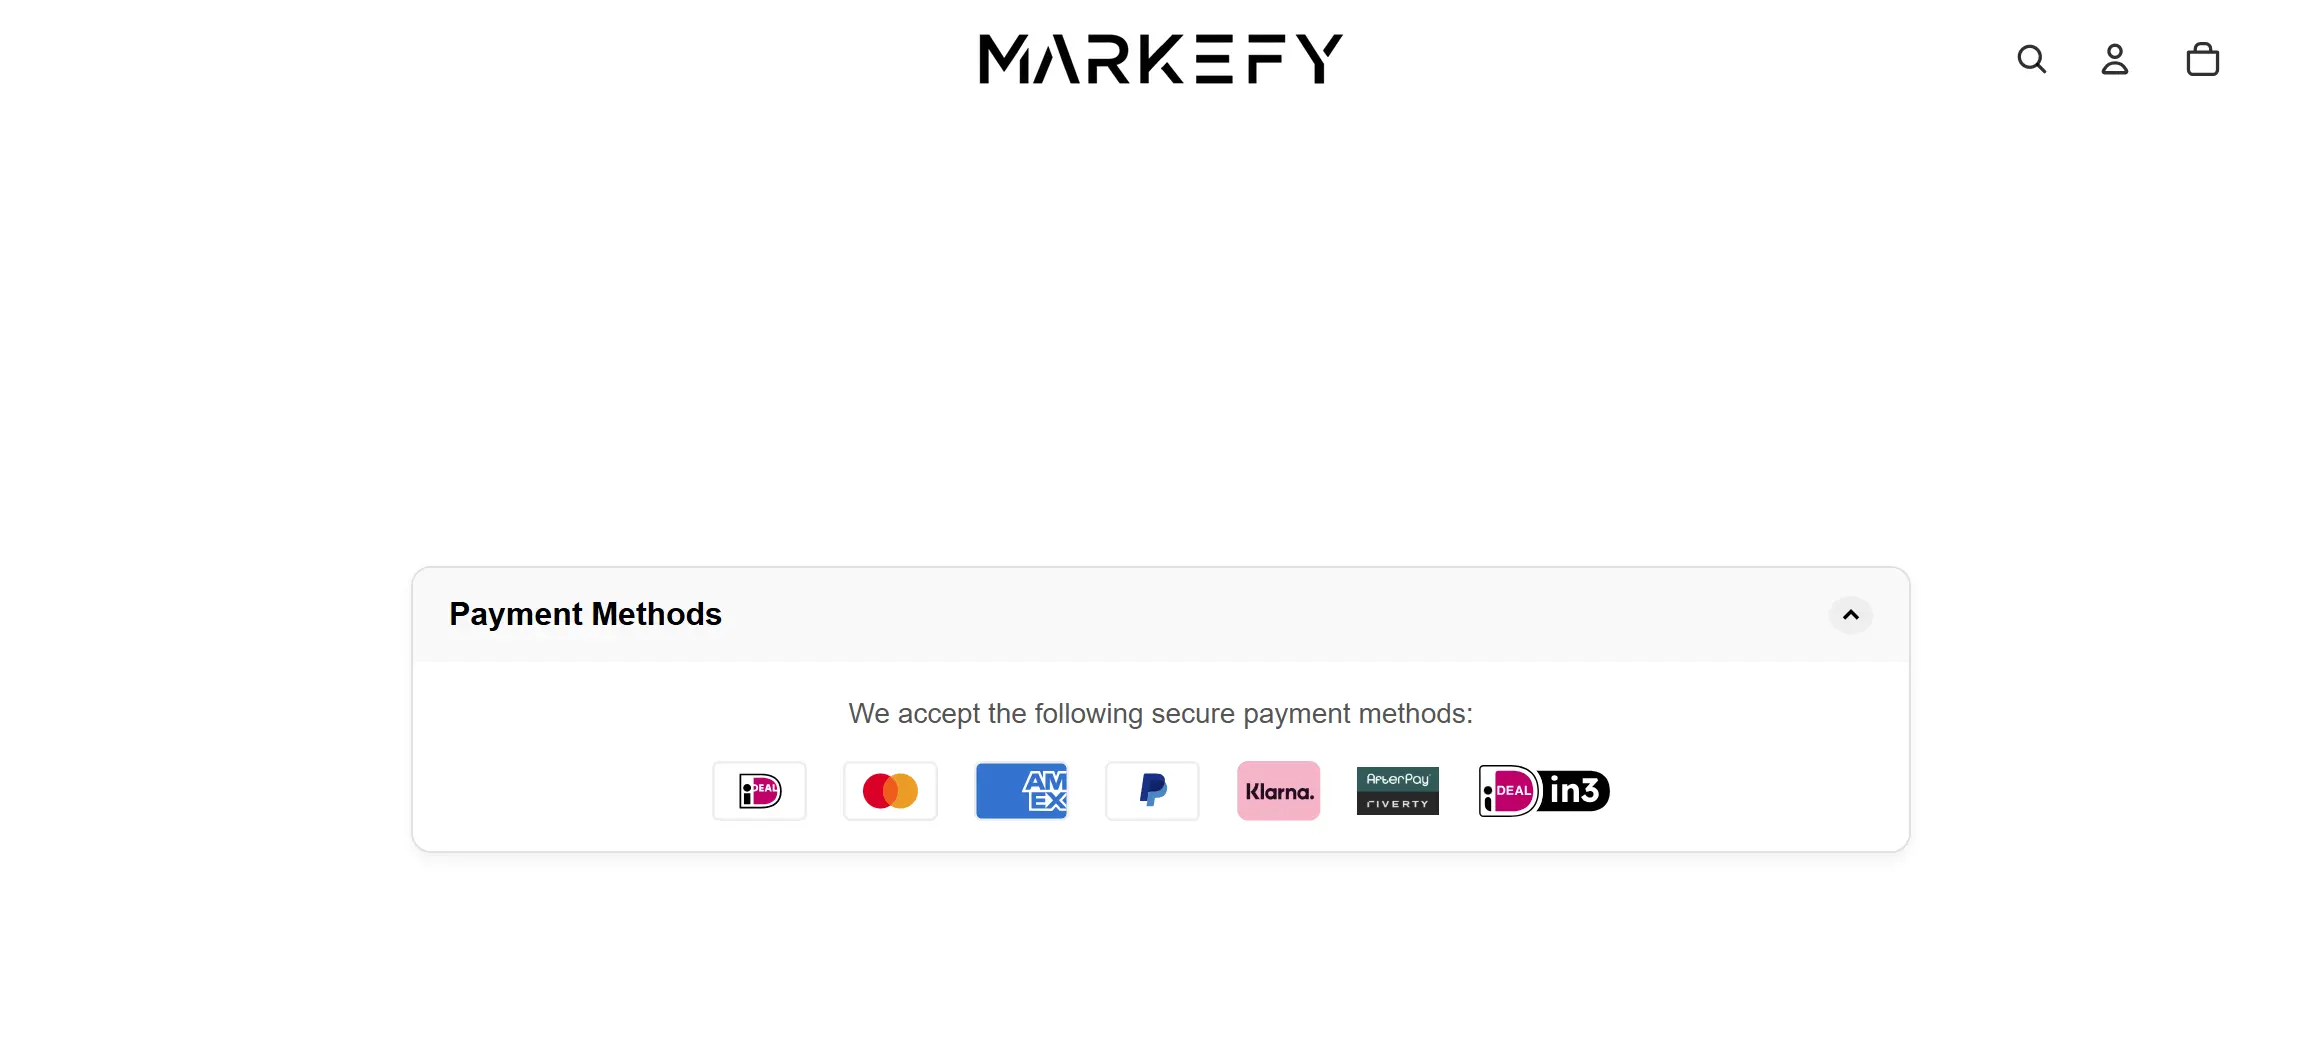 MARKEFY
Payment Methods
We accept the following secure payment methods:
iDEAL
AM
EX
P
Klarna.
AfterPay
RIVERTY
iDEAL in3